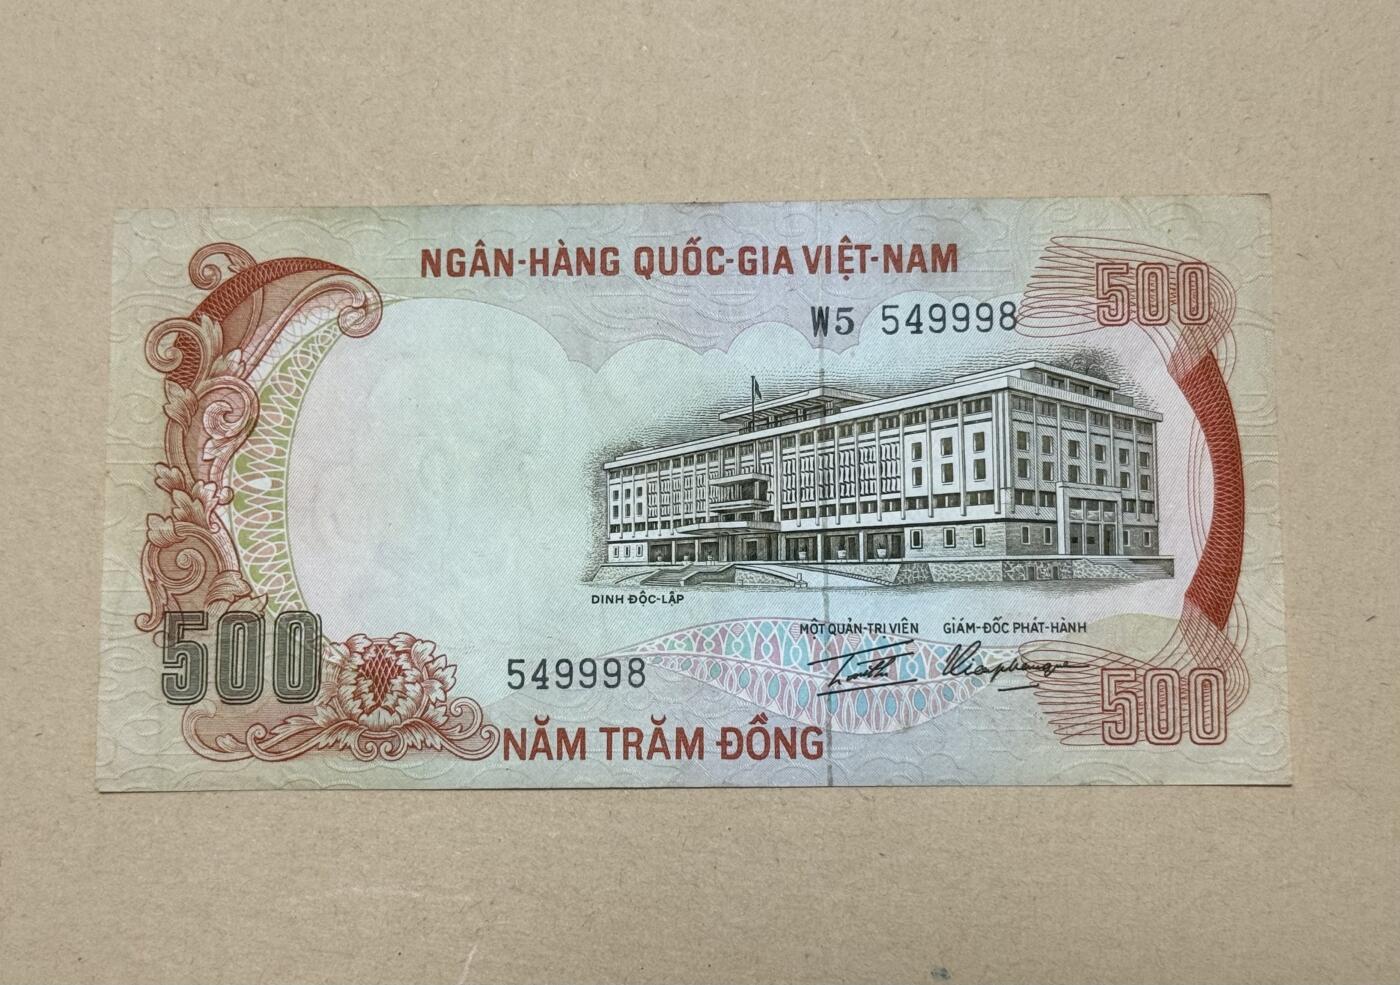 NGÂN-HÀNG QUỐC-GIA VIỆT-NAM
500
W5 549998
DINH ĐỘC-LẬP
MỘT QUẢN-TRỊ VIÊN GIÁM-ĐỐC PHÁT-HÀNH
500
549998
500
NĂM TRĂM ĐỒNG